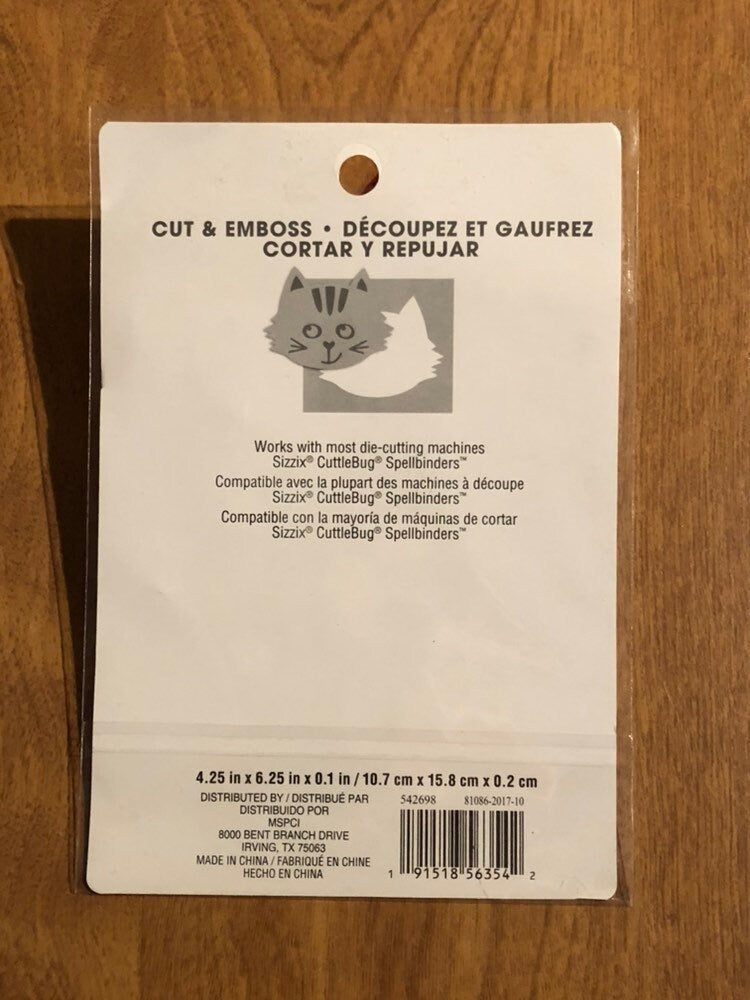 CUT & EMBOSS • DÉCOUPEZ ET GAUFREZ
CORTAR Y REPUJAR
Works with most die-cutting machines
Sizzix® CuttleBug® Spellbinders™
Compatible avec la plupart des machines à découpe
Sizzix® CuttleBug® Spellbinders™
Compatible con la mayoría de máquinas de cortar
Sizzix® CuttleBug® Spellbinders™
4.25 in x 6.25 in x 0.1 in / 10.7 cm x 15.8 cm x 0.2 cm
DISTRIBUTED BY / DISTRIBUÉ PAR
DISTRIBUIDO POR
MSPCI
8000 BENT BRANCH DRIVE
IRVING, TX 75063
MADE IN CHINA / FABRIQUÉ EN CHINE
HECHO EN CHINA
542698 81086-2017-10
1 91518 56354 2